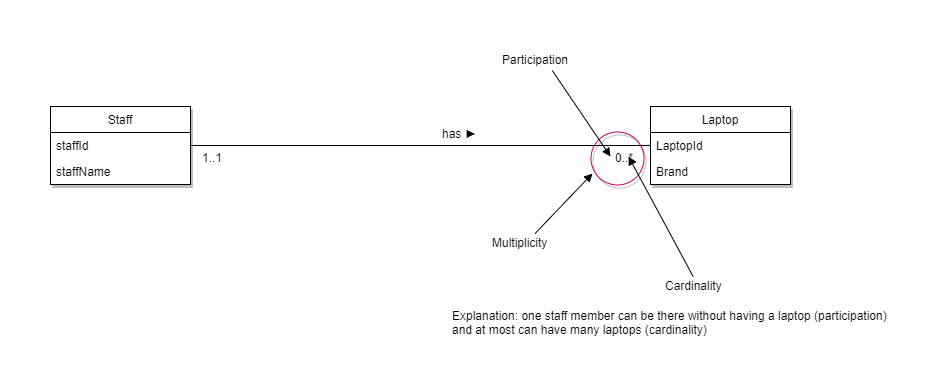 Participation
Staff
Laptop
has ►
staffId
LaptopId
1..1
0..*
staffName
Brand
Multiplicity
Cardinality
Explanation: one staff member can be there without having a laptop (participation)
and at most can have many laptops (cardinality)